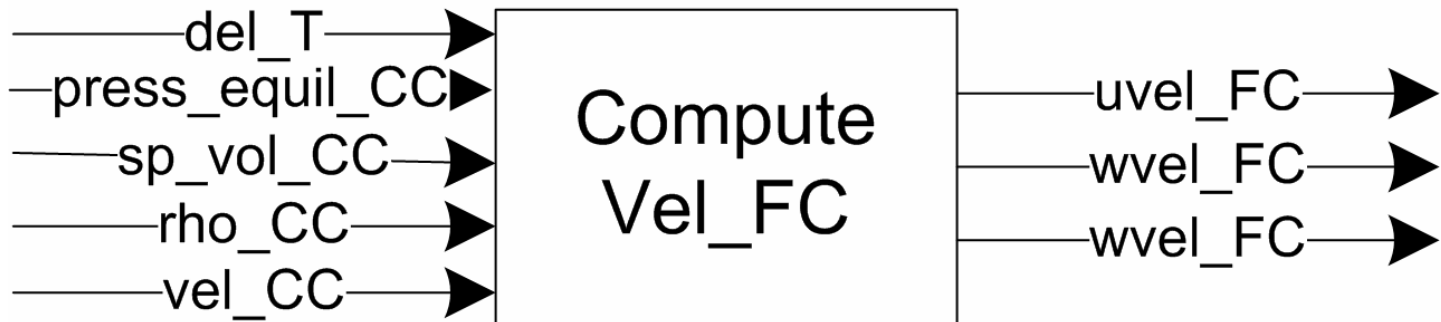 del_T
press_equil_CC
sp_vol_CC
rho_CC
vel_CC
Compute
Vel_FC
uvel_FC
wvel_FC
wvel_FC